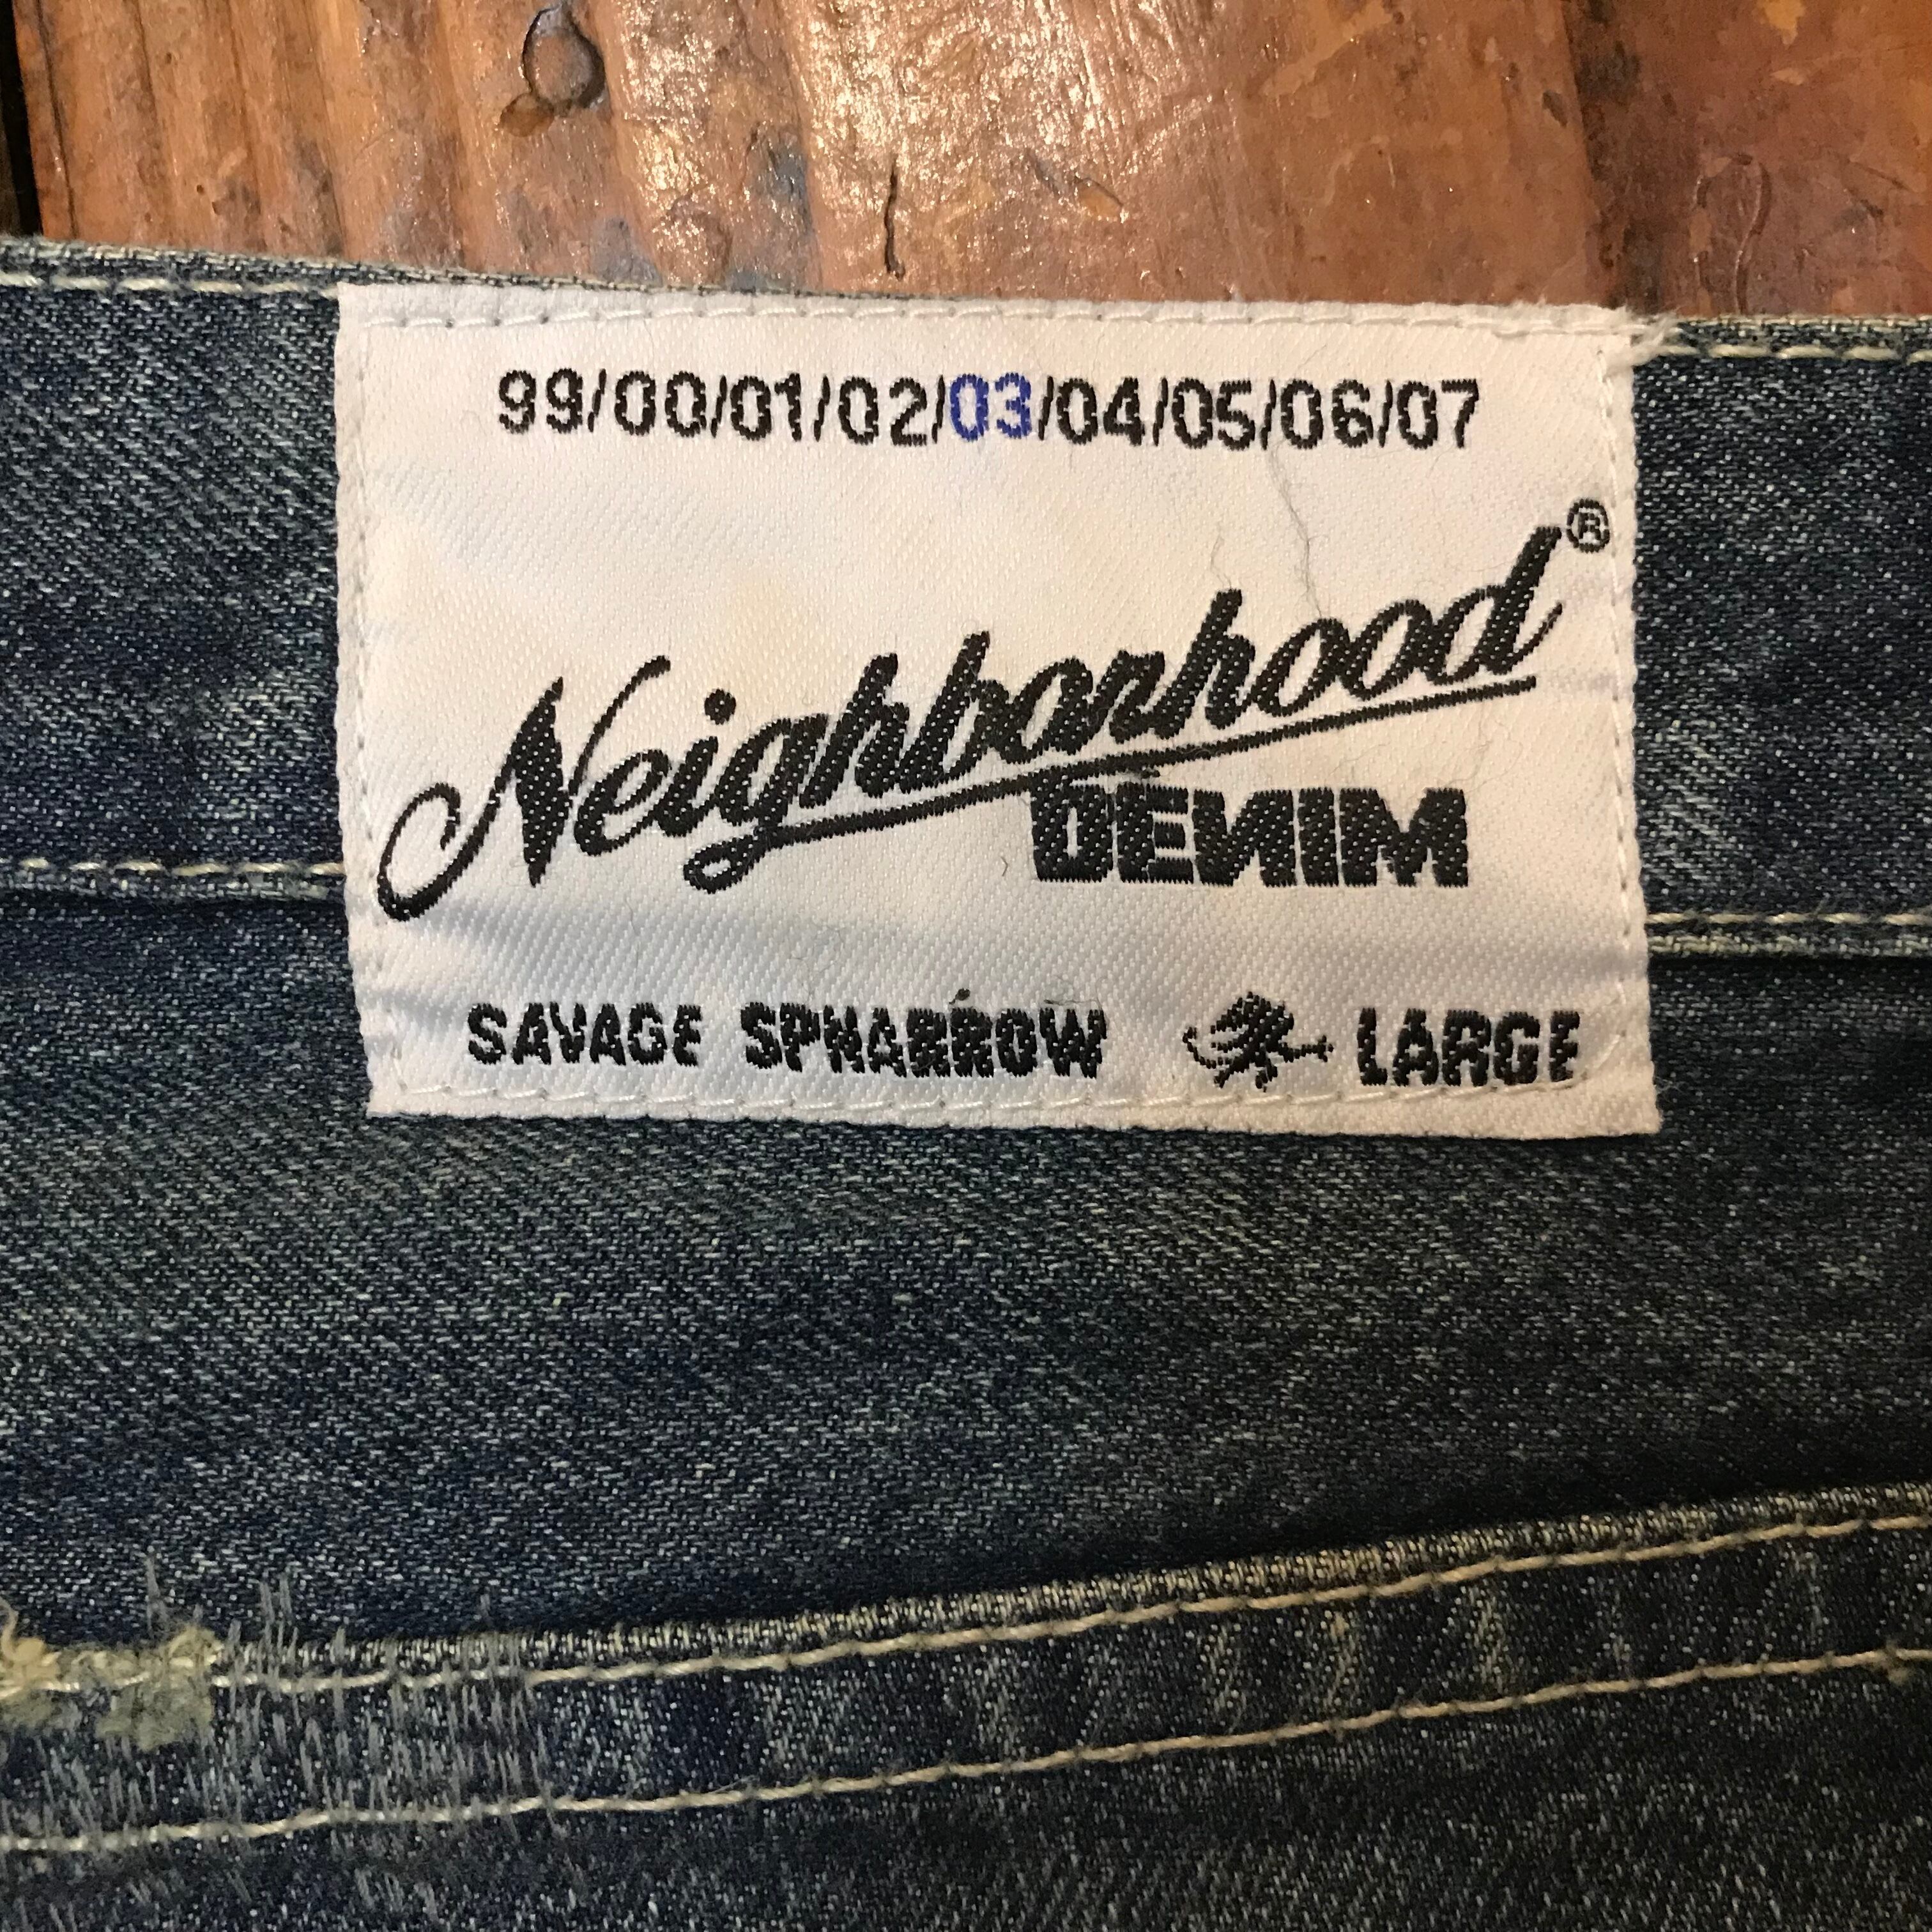 99/00/01/02/03/04/05/06/07
Neighborhood®
DENIM
SAVAGE SPHARROW LARGE